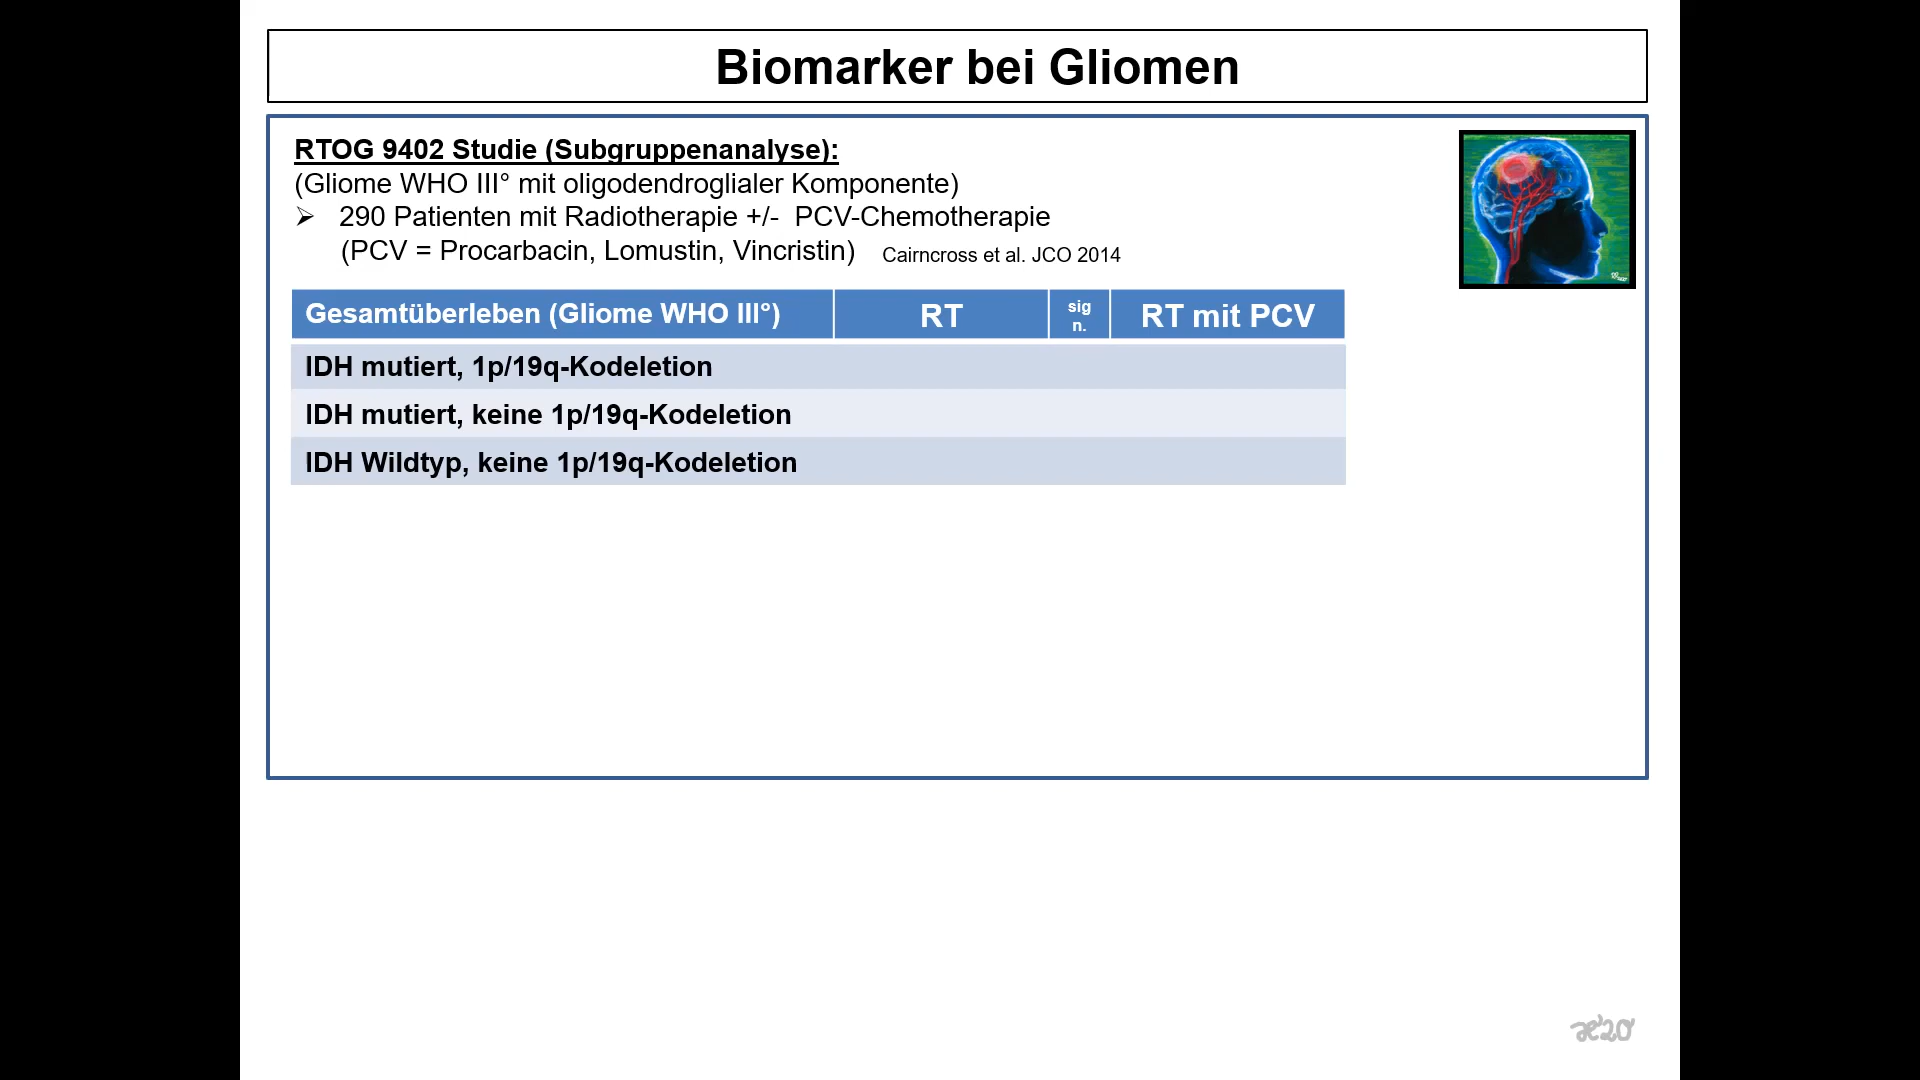 Biomarker bei Gliomen
RTOG 9402 Studie (Subgruppenanalyse):
(Gliome WHO III° mit oligodendroglialer Komponente)
➢ 290 Patienten mit Radiotherapie +/- PCV-Chemotherapie
(PCV = Procarbacin, Lomustin, Vincristin) Cairncross et al. JCO 2014
Gesamtüberleben (Gliome WHO III°) RT sig n. RT mit PCV
IDH mutiert, 1p/19q-Kodeletion
IDH mutiert, keine 1p/19q-Kodeletion
IDH Wildtyp, keine 1p/19q-Kodeletion